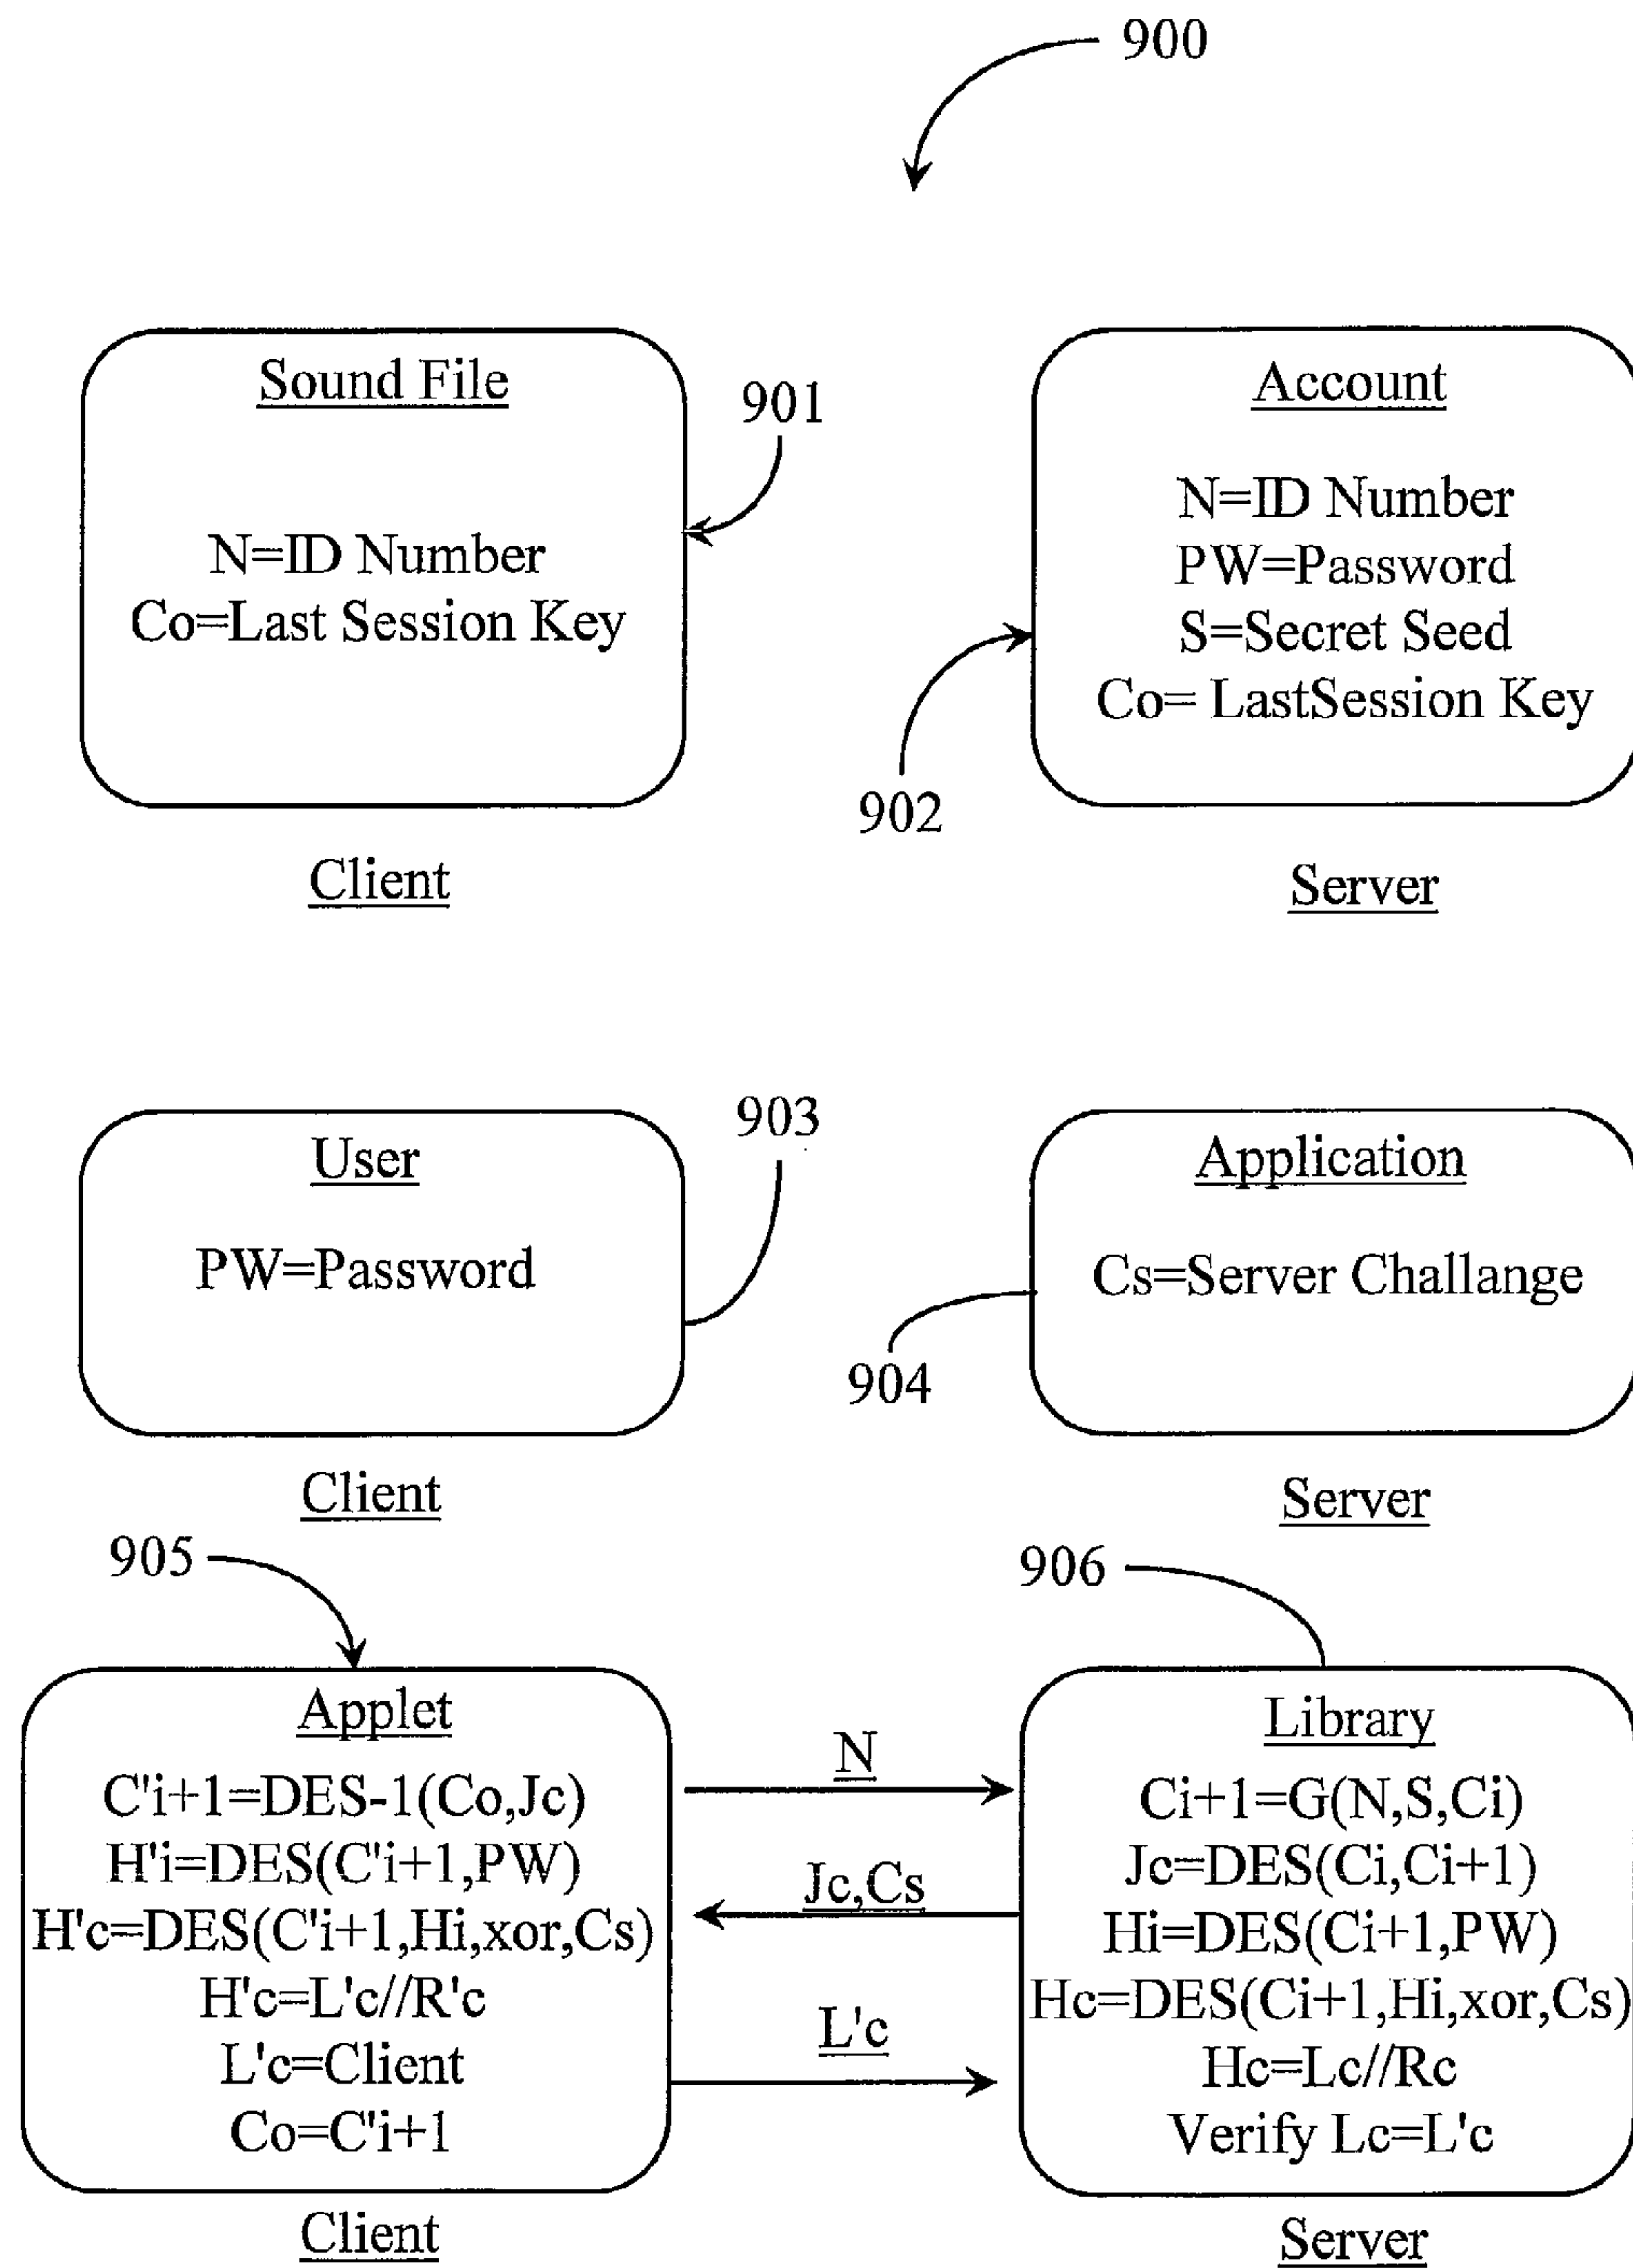 900
Sound File
N=ID Number
Co=Last Session Key
901
Client
Account
N=ID Number
PW=Password
S=Secret Seed
Co= LastSession Key
902
Server
User
PW=Password
903
Client
Application
Cs=Server Challange
904
Server
905
Applet
C'i+1=DES-1(Co,Jc)
H'i=DES(C'i+1,PW)
H'c=DES(C'i+1,Hi,xor,Cs)
H'c=L'c//R'c
L'c=Client
Co=C'i+1
Client
N
Jc,Cs
L'c
906
Library
Ci+1=G(N,S,Ci)
Jc=DES(Ci,Ci+1)
Hi=DES(Ci+1,PW)
Hc=DES(Ci+1,Hi,xor,Cs)
Hc=Lc//Rc
Verify Lc=L'c
Server